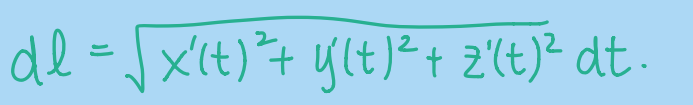 dl = √(x'(t)² + y'(t)² + z'(t)²) dt.